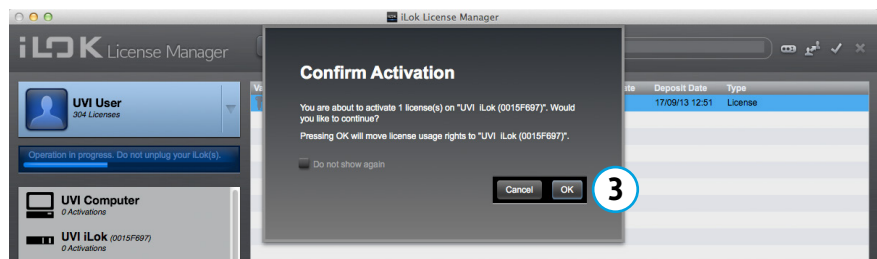 iLok License Manager
iLOK License Manager
Confirm Activation
You are about to activate 1 license(s) on "UVI iLok (0015F697)". Would
you like to continue?
Pressing OK will move license usage rights to "UVI iLok (0015F697)".
Do not show again
Cancel
OK
3
Deposit Date
Type
17/09/13 12:51
License
UVI User
304 Licenses
Operation in progress. Do not unplug your iLok(s).
UVI Computer
0 Activations
UVI iLok (0015F697)
0 Activations